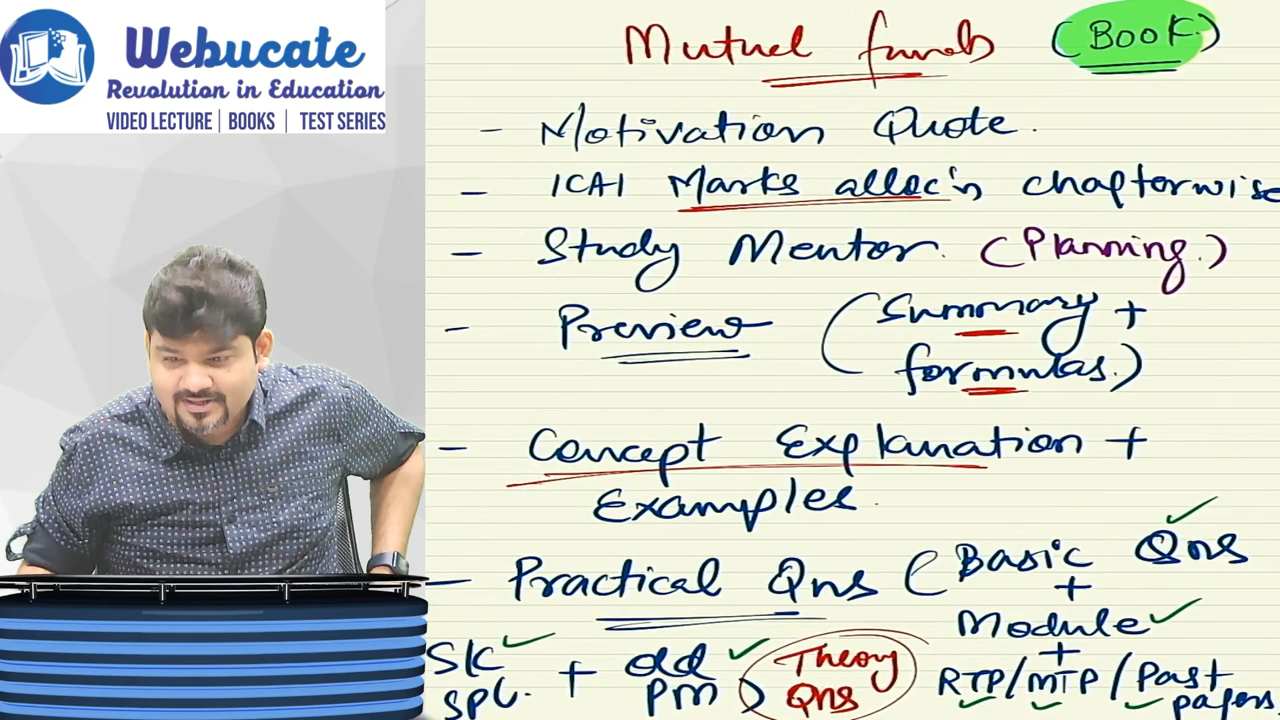 Webucate
Revolution in Education
VIDEO LECTURE | BOOKS | TEST SERIES
Mutual funds (Book)
- Motivation Quote.
- ICAI Marks alloc'n chapterwise
- Study Mentor. (Planning.)
- Preview (Summary +
formulas.)
- Concept Explanation +
Examples.
- Practical Qns (Basic Qns
+
Module
+
RTP/MTP/Past
papers.
SK
spl. + old
PM)
Theory
Qns